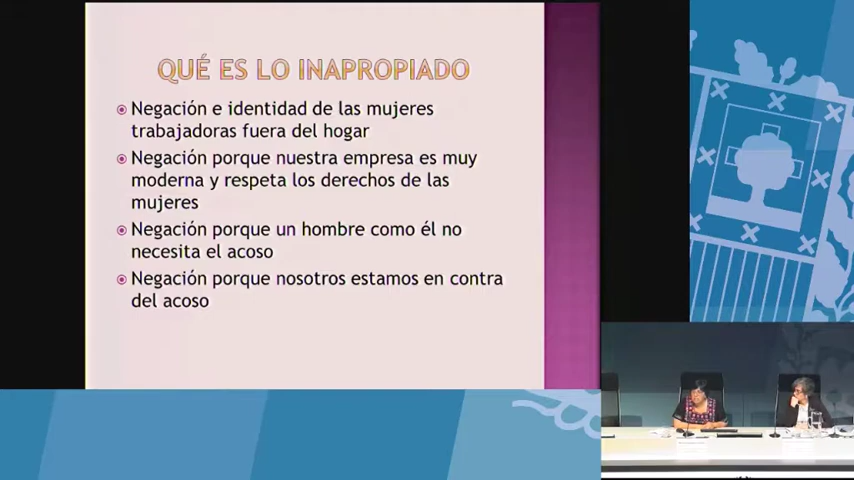 QUÉ ES LO INAPROPIADO
Negación e identidad de las mujeres
trabajadoras fuera del hogar
Negación porque nuestra empresa es muy
moderna y respeta los derechos de las
mujeres
Negación porque un hombre como él no
necesita el acoso
Negación porque nosotros estamos en contra
del acoso